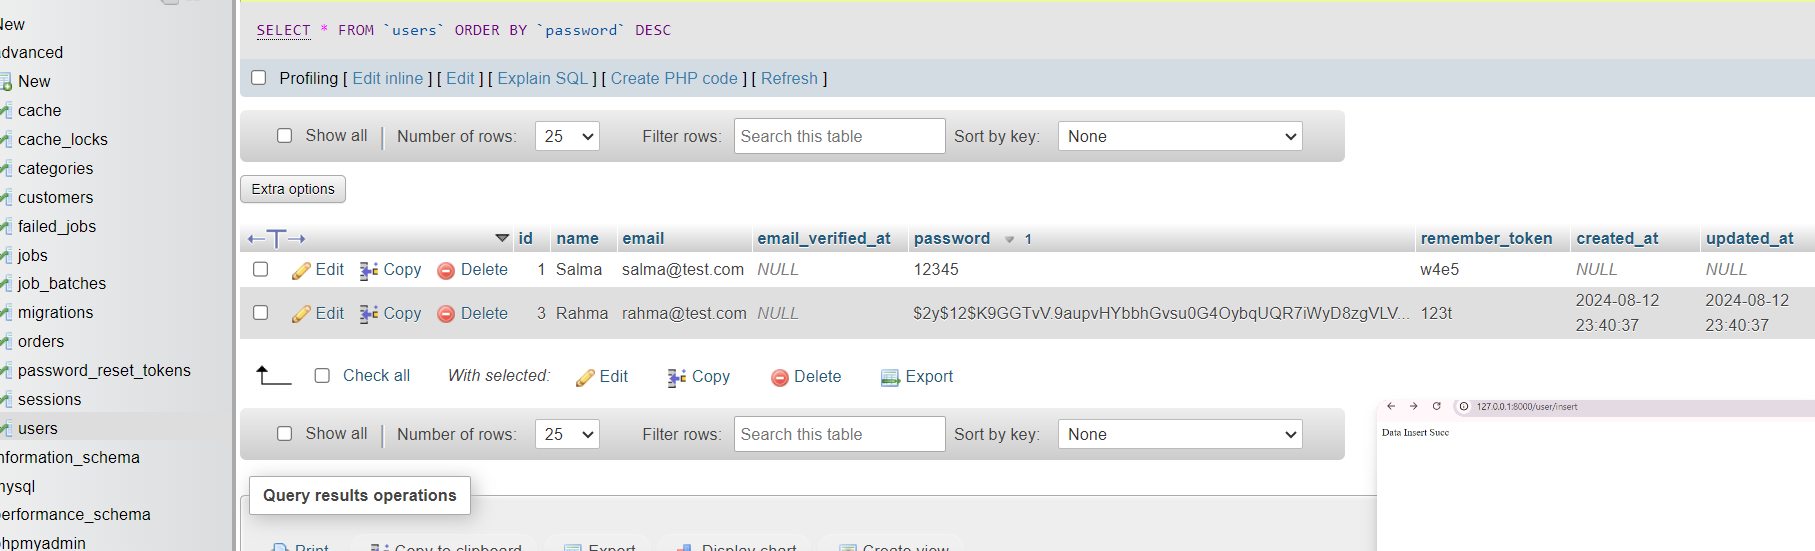 New
advanced
New
cache
cache_locks
categories
customers
failed_jobs
jobs
job_batches
migrations
orders
password_reset_tokens
sessions
users
nformation_schema
mysql
performance_schema
phpmyadmin
SELECT * FROM `users` ORDER BY `password` DESC
Profiling [ Edit inline ] [ Edit ] [ Explain SQL ] [ Create PHP code ] [ Refresh ]
Show all | Number of rows: 25 Filter rows: Search this table Sort by key: None
Extra options
←T→ id name email email_verified_at password 1 remember_token created_at updated_at
Edit Copy Delete 1 Salma salma@test.com NULL 12345 w4e5 NULL NULL
Edit Copy Delete 3 Rahma rahma@test.com NULL $2y$12$K9GGTvV.9aupvHYbbhGvsu0G4OybqUQR7iWyD8zgVLV... 123t 2024-08-12 23:40:37 2024-08-12 23:40:37
Check all With selected: Edit Copy Delete Export
Show all | Number of rows: 25 Filter rows: Search this table Sort by key: None
Query results operations
Print Copy to clipboard Export Display chart Create view
127.0.0.1:8000/user/insert
Data Insert Succ